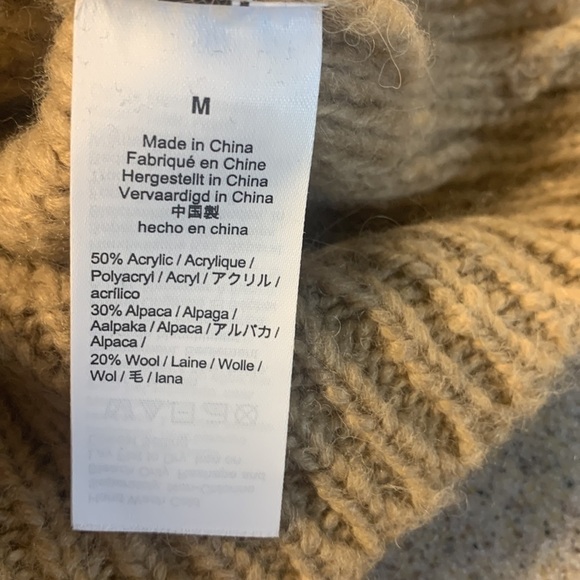 M
Made in China
Fabriqué en Chine
Hergestellt in China
Vervaardigd in China
中国製
hecho en china
50% Acrylic / Acrylique /
Polyacryl / Acryl / アクリル /
acrílico
30% Alpaca / Alpaga /
Aalpaka / Alpaca / アルパカ /
Alpaca /
20% Wool / Laine / Wolle /
Wol / 毛 / lana